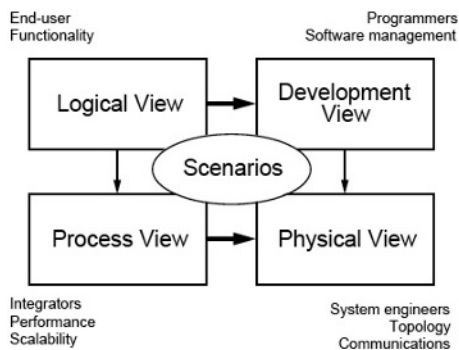 End-user
Functionality
Programmers
Software management
Logical View
Development
View
Scenarios
Process View
Physical View
Integrators
Performance
Scalability
System engineers
Topology
Communications